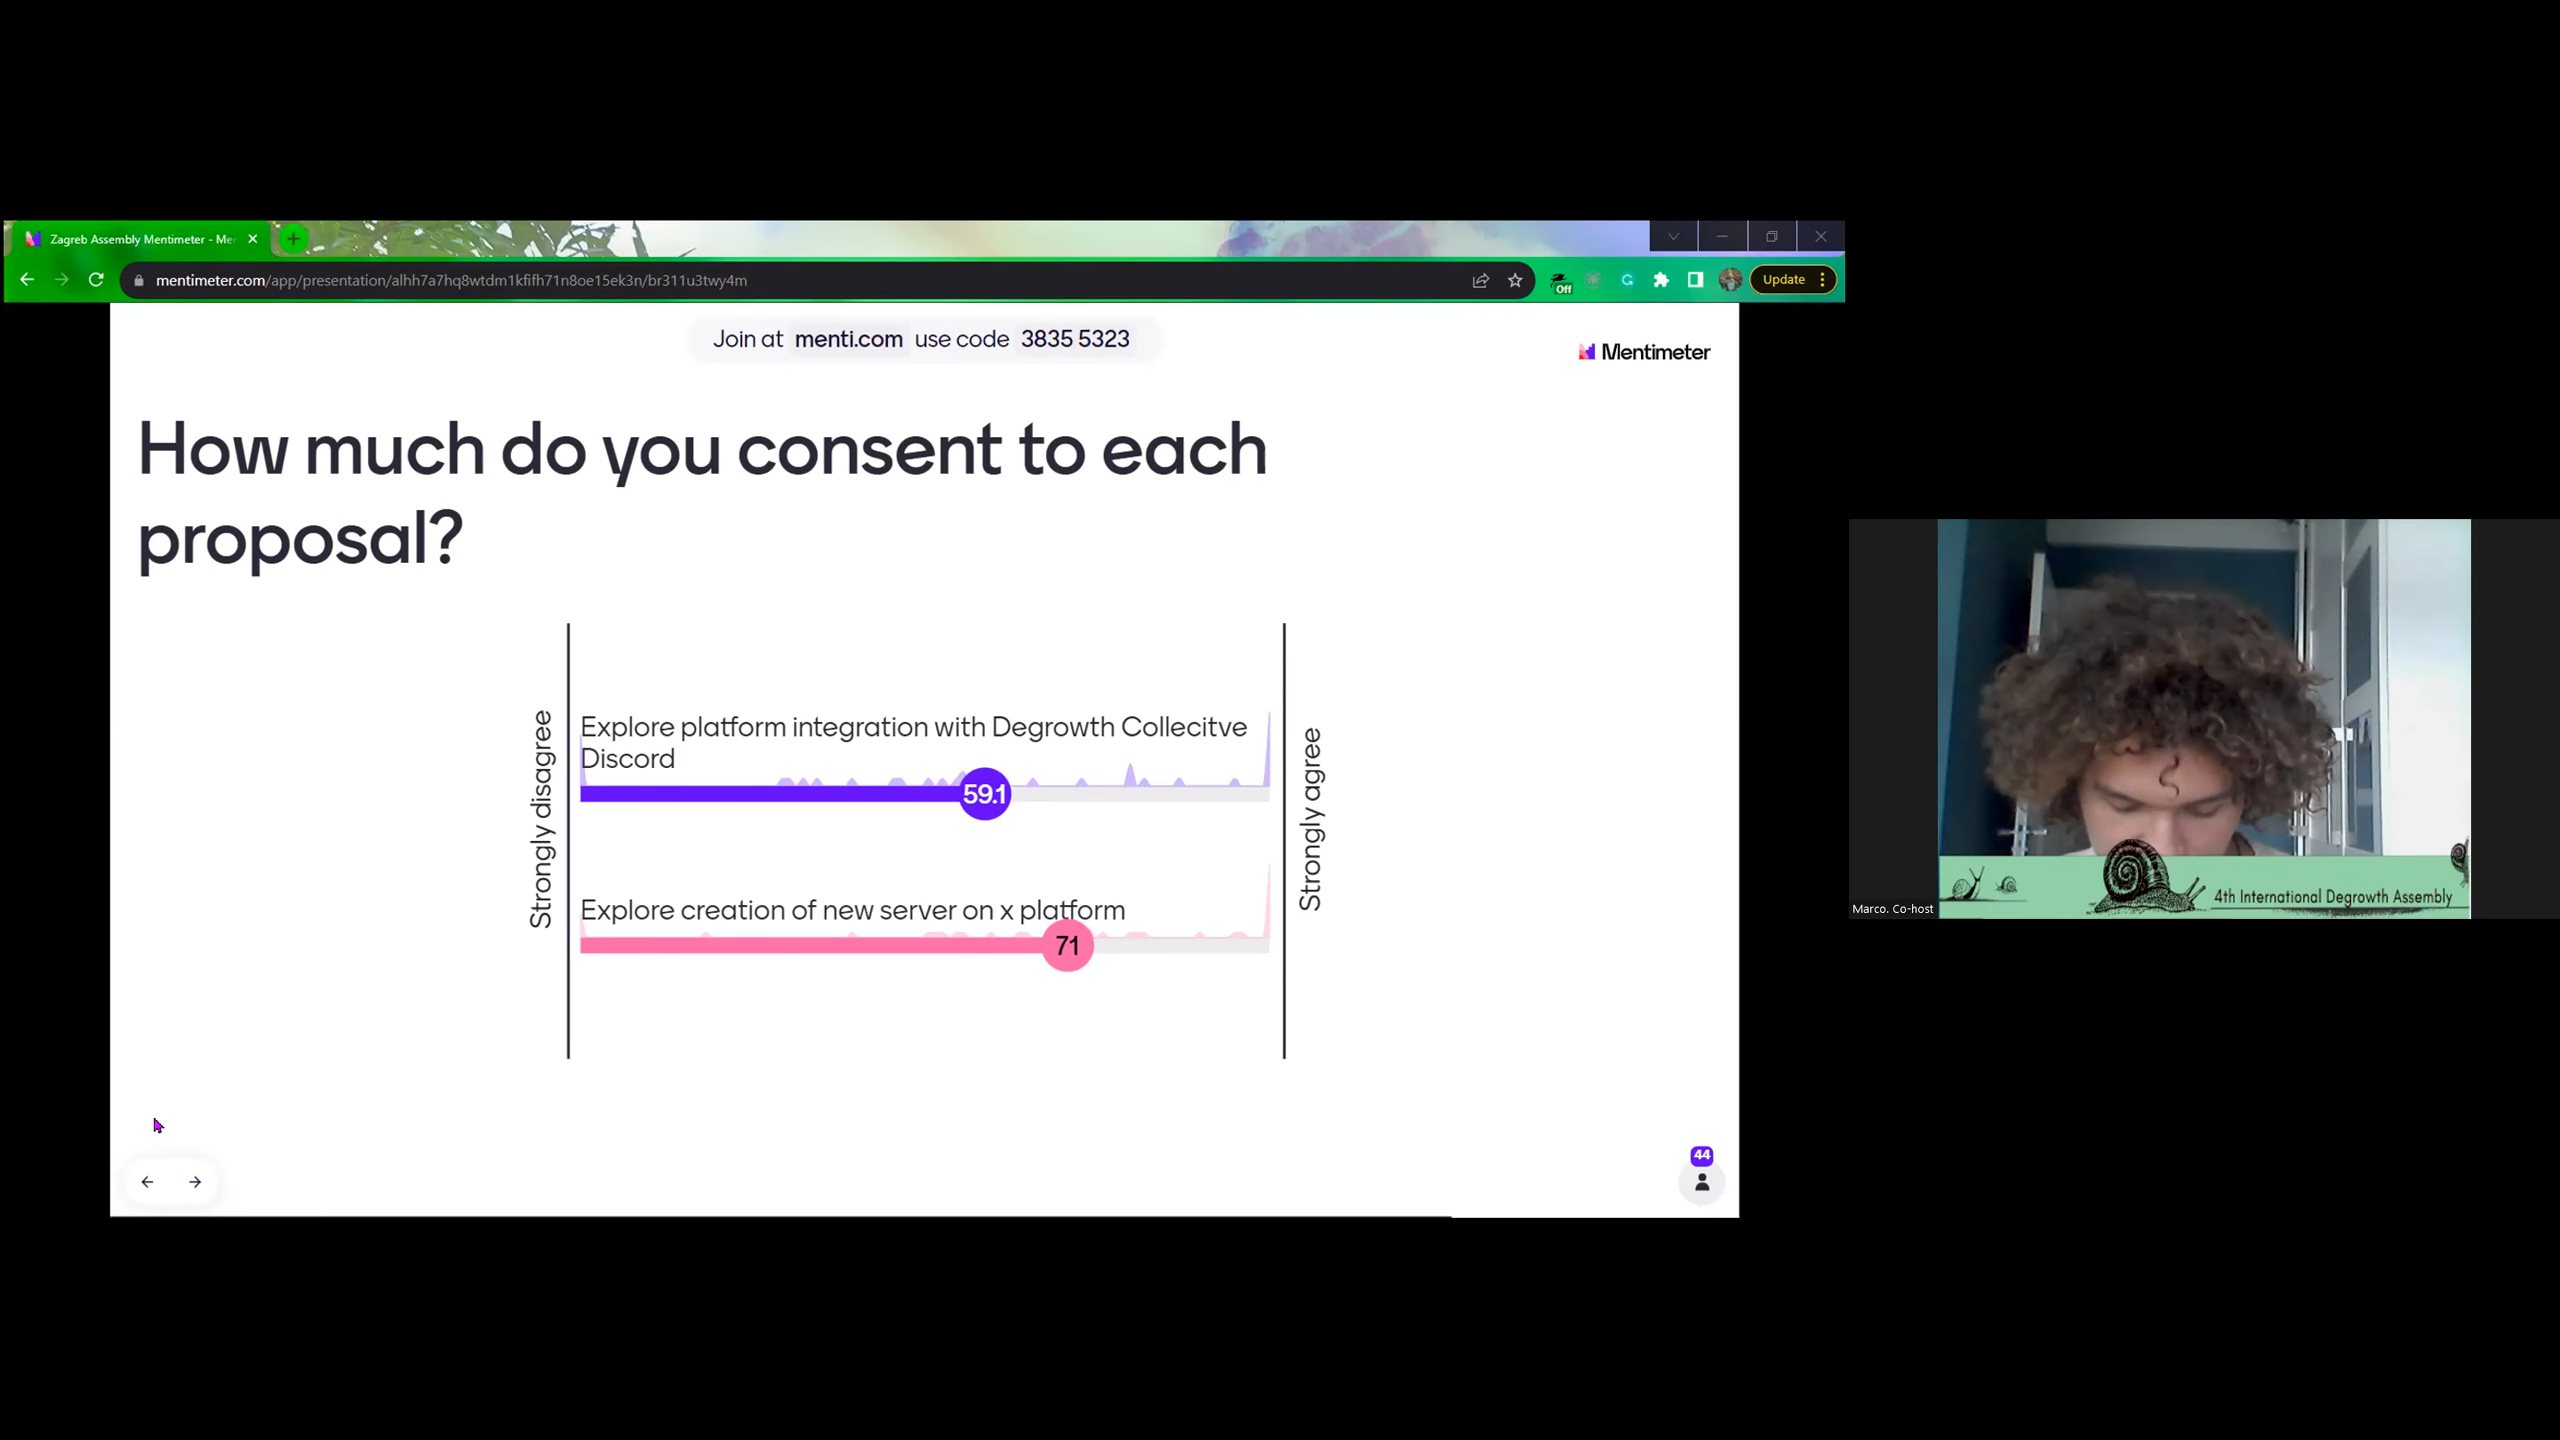 Zagreb Assembly Mentimeter - Me
mentimeter.com/app/presentation/alhh7a7hq8wtdm1kfifh71n8oe15ek3n/br311u3twy4m
Off
Update
Join at menti.com use code 3835 5323
Mentimeter
How much do you consent to each
proposal?
Strongly disagree
Explore platform integration with Degrowth Collecitve
Discord
59.1
Explore creation of new server on x platform
71
Strongly agree
44
Marco. Co-host
4th International Degrowth Assembly